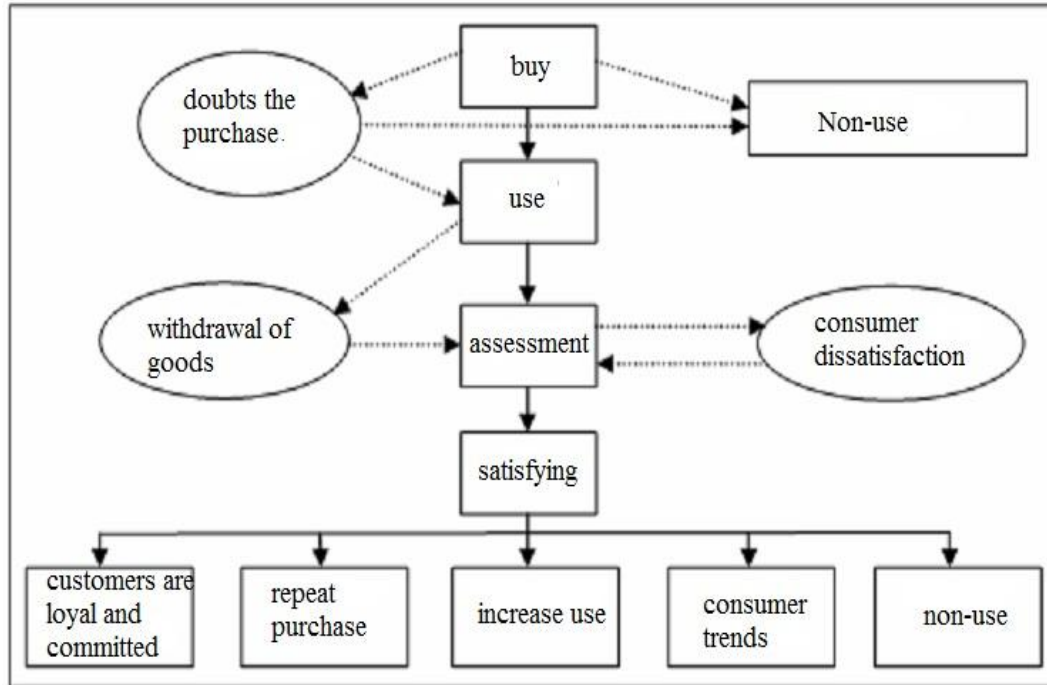 buy
doubts the
purchase.
Non-use
use
withdrawal of
goods
assessment
consumer
dissatisfaction
satisfying
customers are
loyal and
committed
repeat
purchase
increase use
consumer
trends
non-use